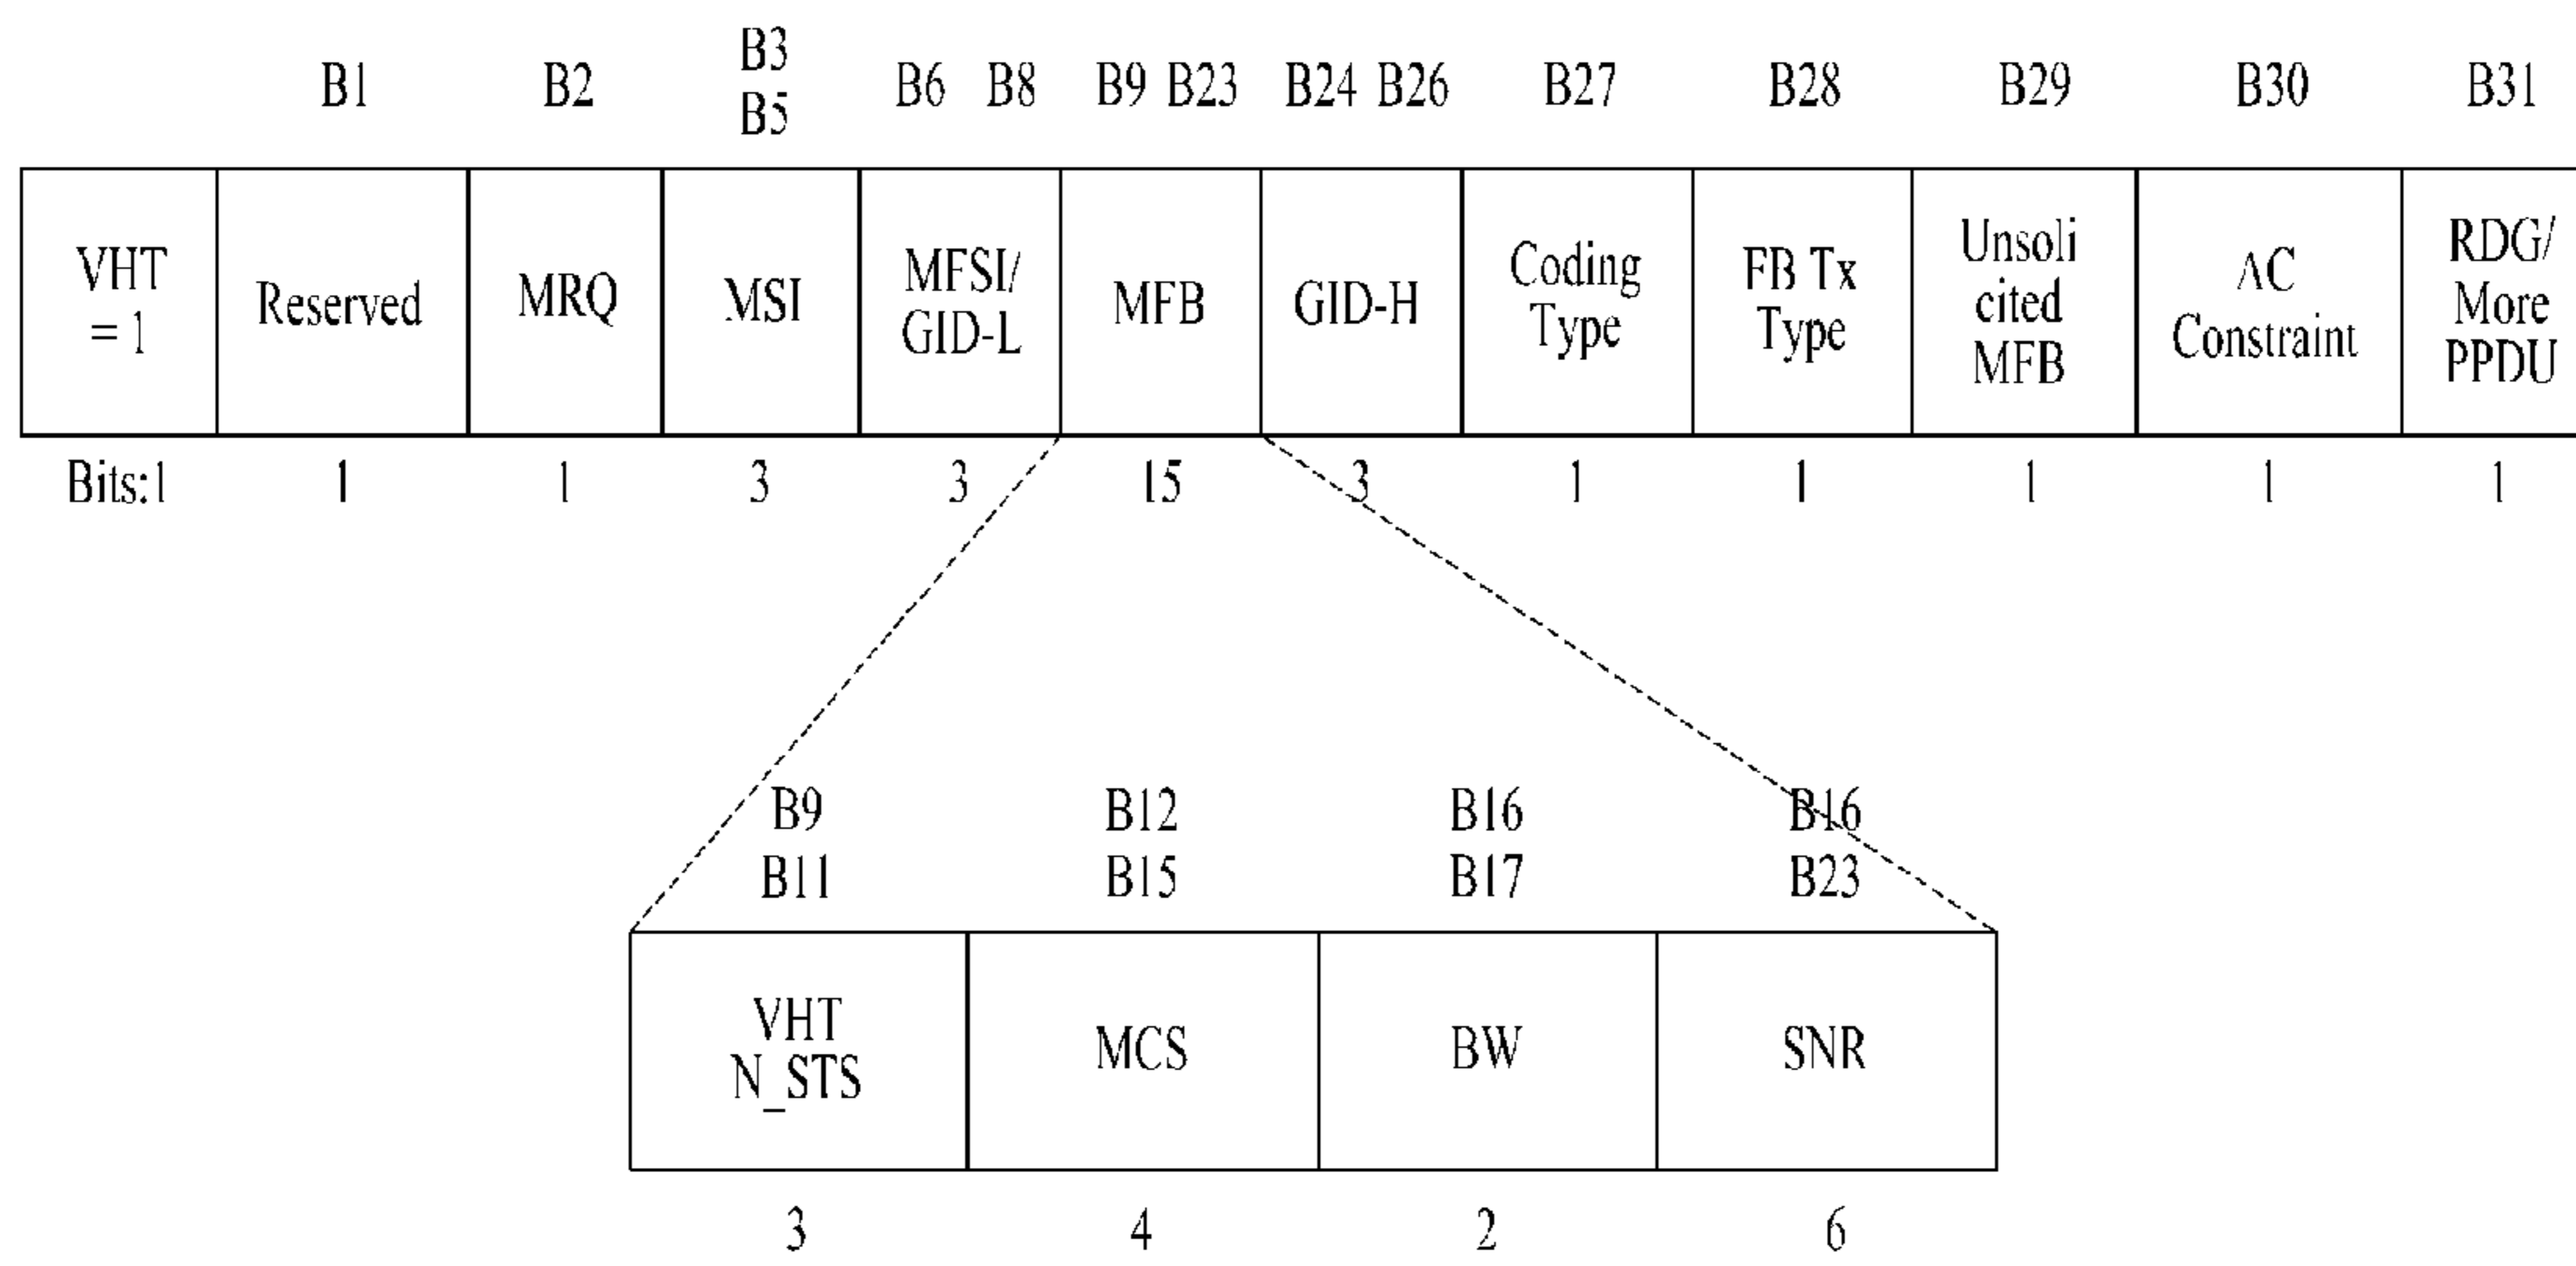 B1 B2 B3 B5 B6 B8 B9 B23 B24 B26 B27 B28 B29 B30 B31
VHT = 1
Reserved
MRQ
MSI
MFSI/
GID-L
MFB
GID-H
Coding
Type
FB Tx
Type
Unsoli
cited
MFB
AC
Constraint
RDG/
More
PPDU
Bits:1 1 1 3 3 15 3 1 1 1 1 1
B9 B12 B16 B16
B11 B15 B17 B23
VHT
N_STS
MCS
BW
SNR
3 4 2 6